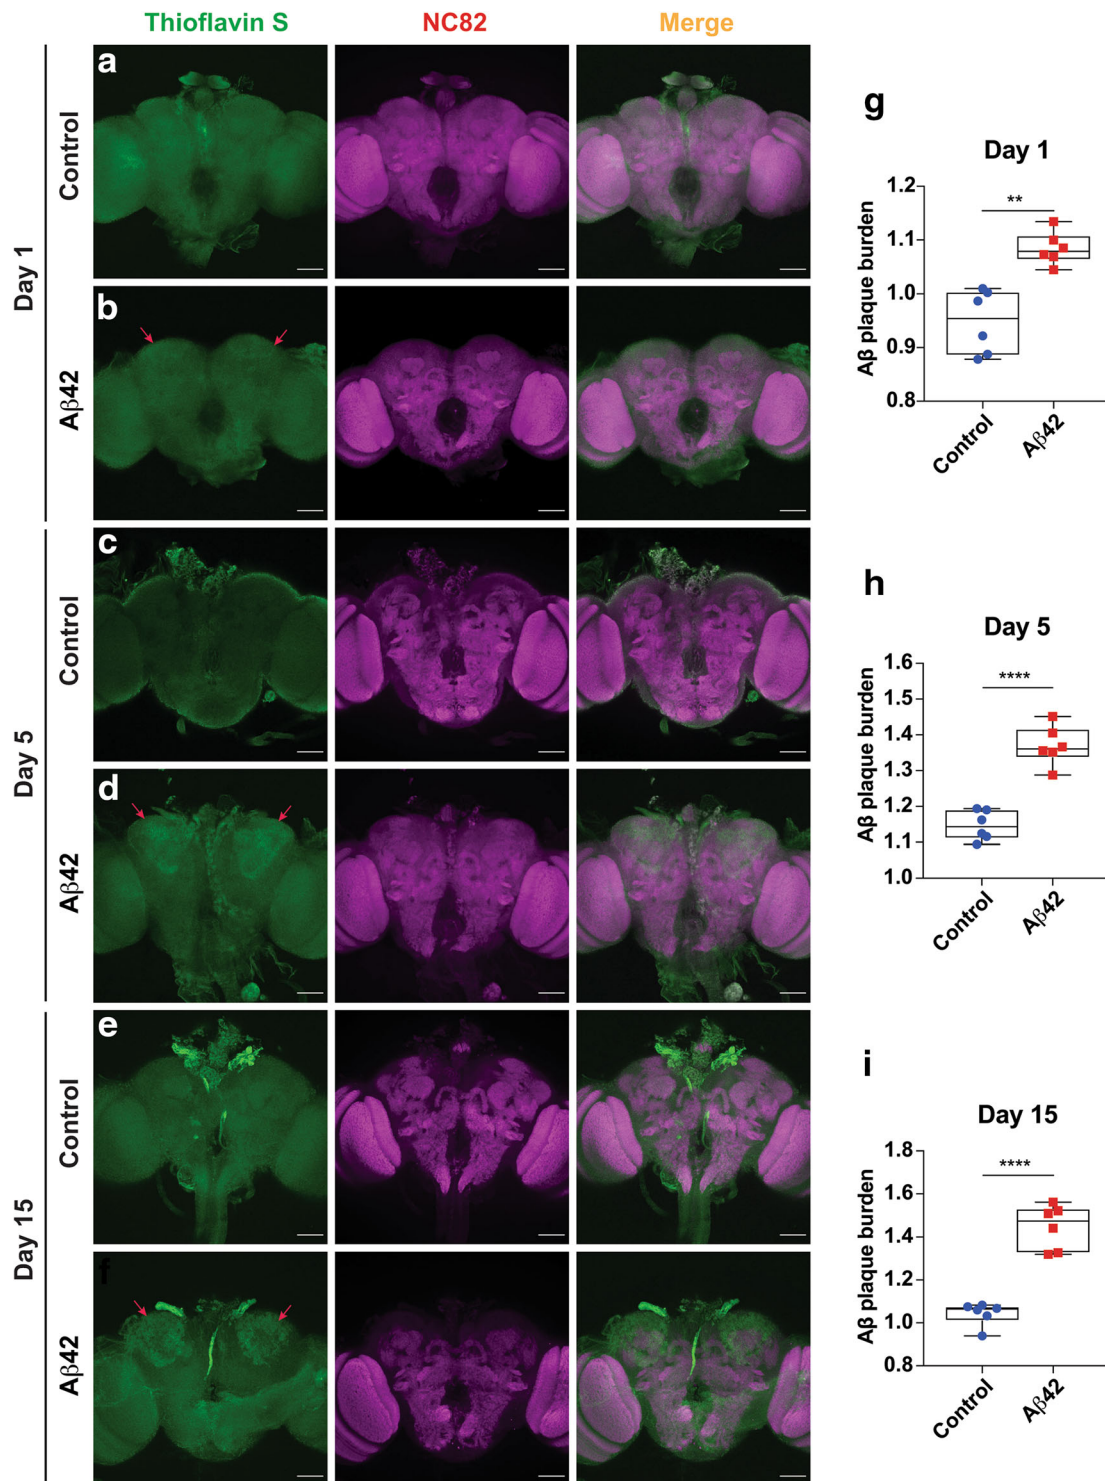 Thioflavin S NC82 Merge
Day 1
Control
a
Aβ42
b
Day 5
Control
c
Aβ42
d
Day 15
Control
e
Aβ42
f
g
Day 1
Aβ plaque burden
1.2
1.1
1.0
0.9
0.8
**
Control Aβ42
h
Day 5
Aβ plaque burden
1.6
1.5
1.4
1.3
1.2
1.1
1.0
****
Control Aβ42
i
Day 15
Aβ plaque burden
1.8
1.6
1.4
1.2
1.0
0.8
****
Control Aβ42